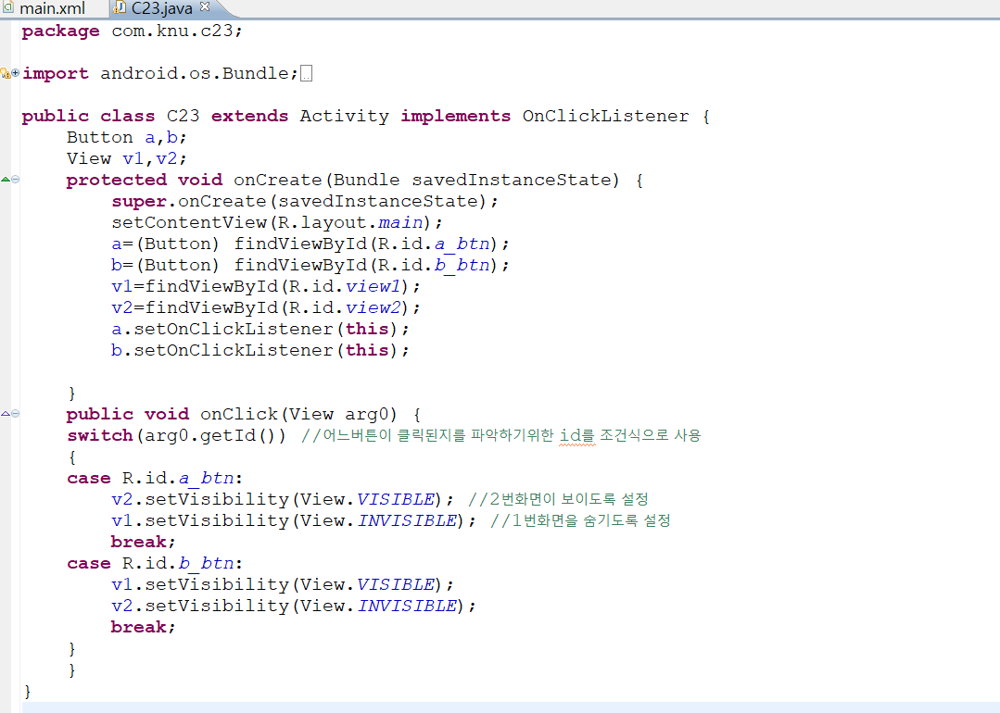 main.xml C23.java
package com.knu.c23;
import android.os.Bundle;
public class C23 extends Activity implements OnClickListener {
Button a,b;
View v1,v2;
protected void onCreate(Bundle savedInstanceState) {
super.onCreate(savedInstanceState);
setContentView(R.layout.main);
a=(Button) findViewById(R.id.a_btn);
b=(Button) findViewById(R.id.b_btn);
v1=findViewById(R.id.view1);
v2=findViewById(R.id.view2);
a.setOnClickListener(this);
b.setOnClickListener(this);
}
public void onClick(View arg0) {
switch(arg0.getId()) //어느버튼이 클릭된지를 파악하기위한 id를 조건식으로 사용
{
case R.id.a_btn:
v2.setVisibility(View.VISIBLE); //2번화면이 보이도록 설정
v1.setVisibility(View.INVISIBLE); //1번화면을 숨기도록 설정
break;
case R.id.b_btn:
v1.setVisibility(View.VISIBLE);
v2.setVisibility(View.INVISIBLE);
break;
}
}
}